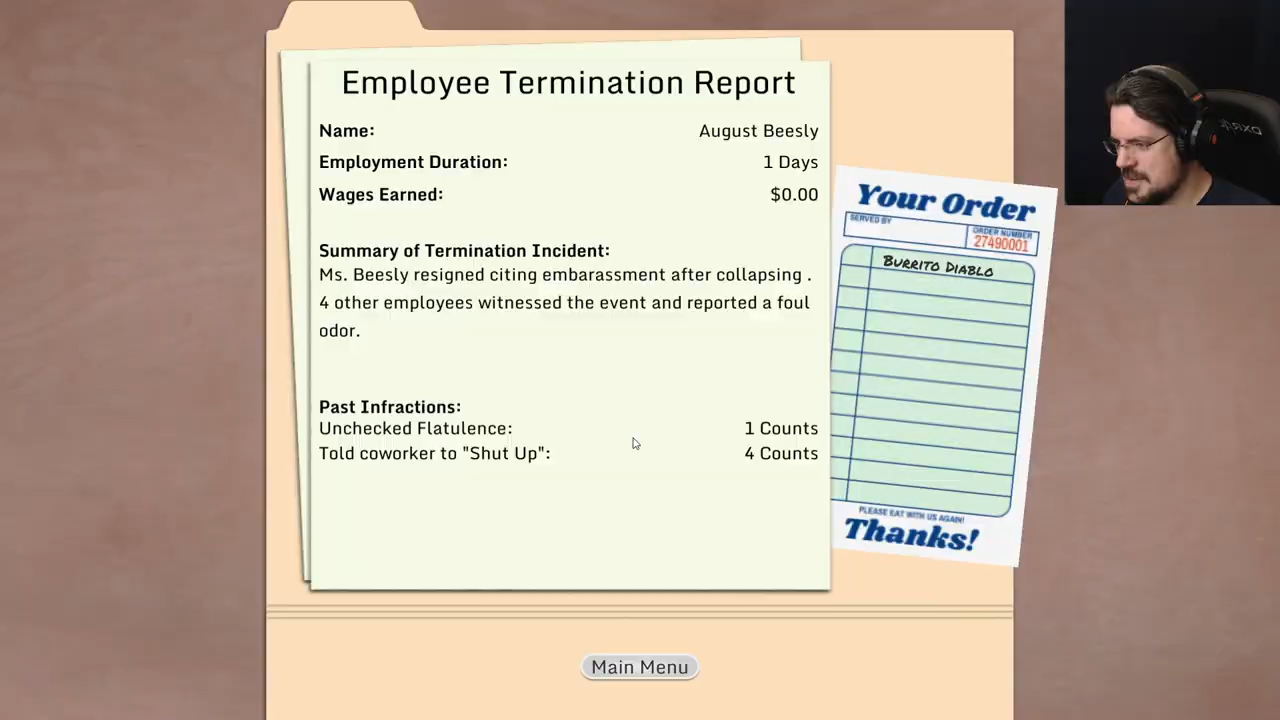 Employee Termination Report
Name: August Beesly
Employment Duration: 1 Days
Wages Earned: $0.00
Summary of Termination Incident:
Ms. Beesly resigned citing embarassment after collapsing .
4 other employees witnessed the event and reported a foul
odor.
Past Infractions:
Unchecked Flatulence: 1 Counts
Told coworker to "Shut Up": 4 Counts
Your Order
SERVED BY
ORDER NUMBER
27490001
BURRITO DIABLO
PLEASE EAT WITH US AGAIN!
Thanks!
Main Menu